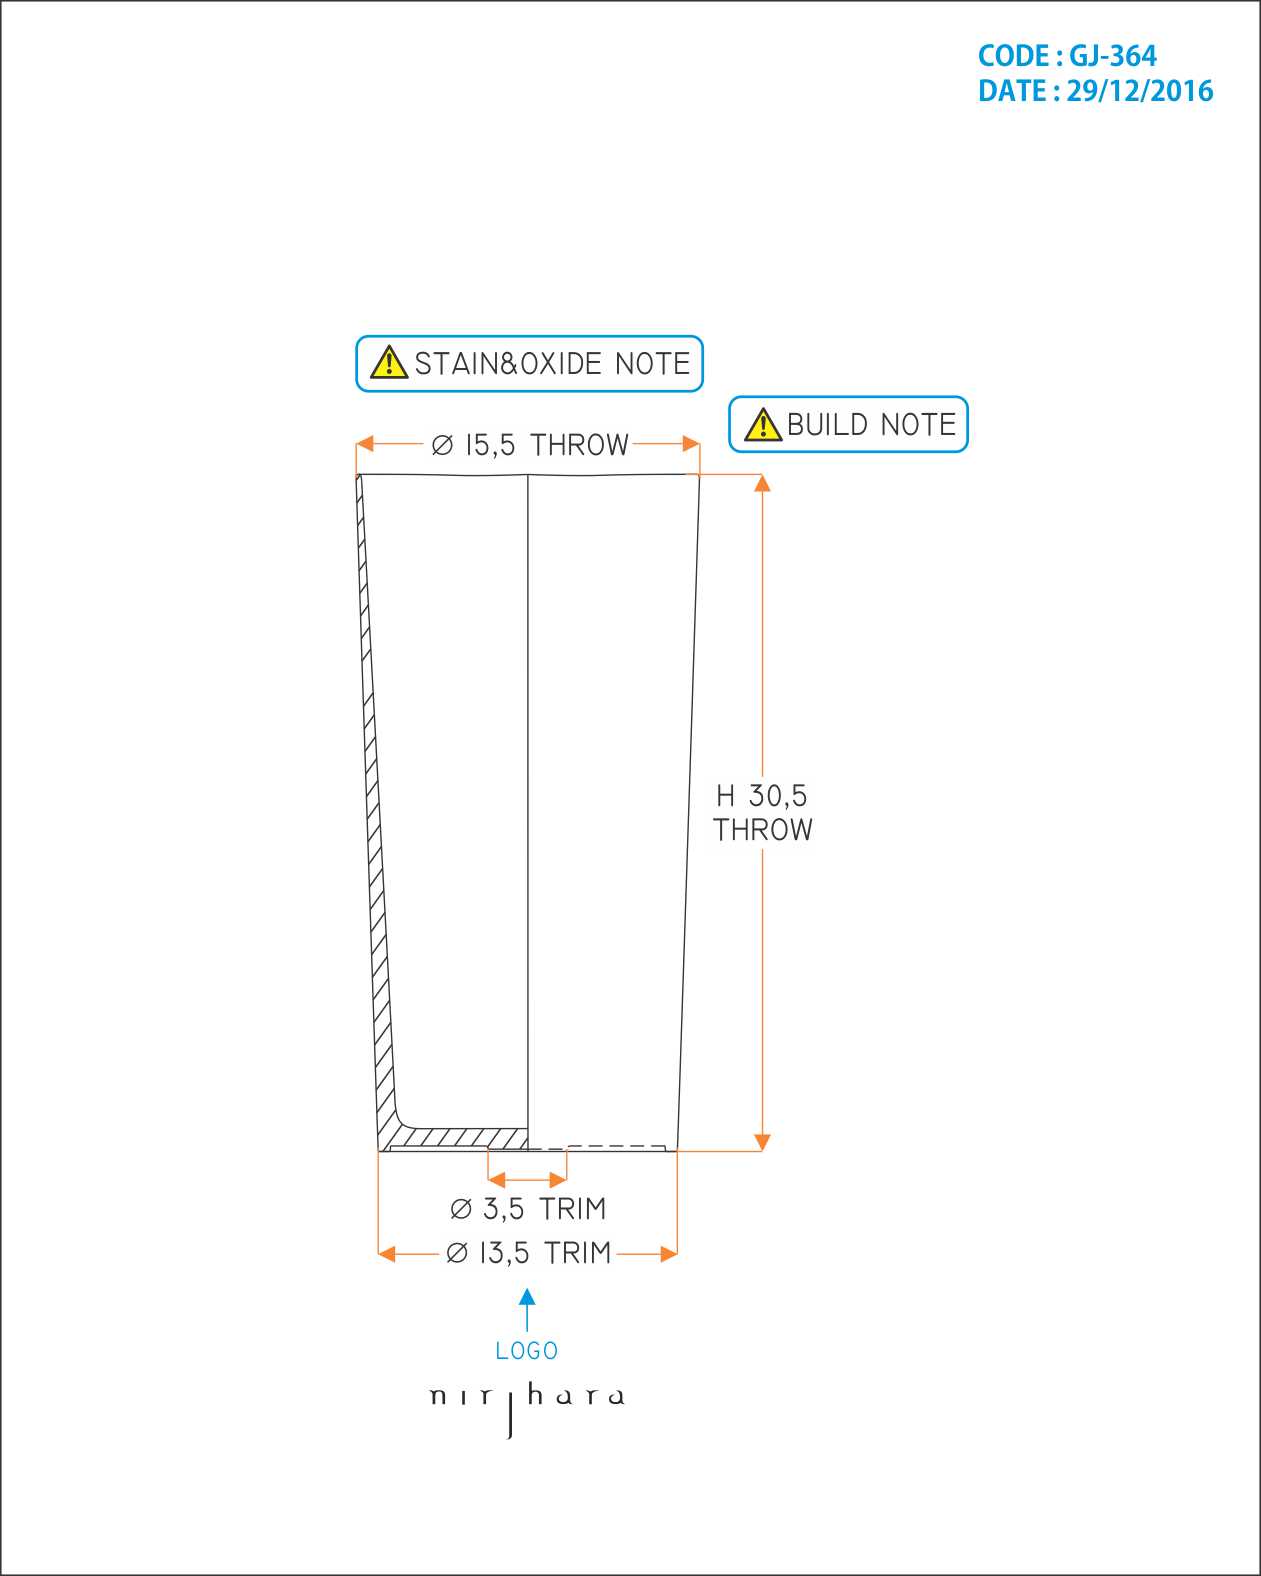 CODE : GJ-364
DATE : 29/12/2016
STAIN&OXIDE NOTE
BUILD NOTE
Ø 15,5 THROW
H 30,5
THROW
Ø 3,5 TRIM
Ø 13,5 TRIM
LOGO
nirjhara